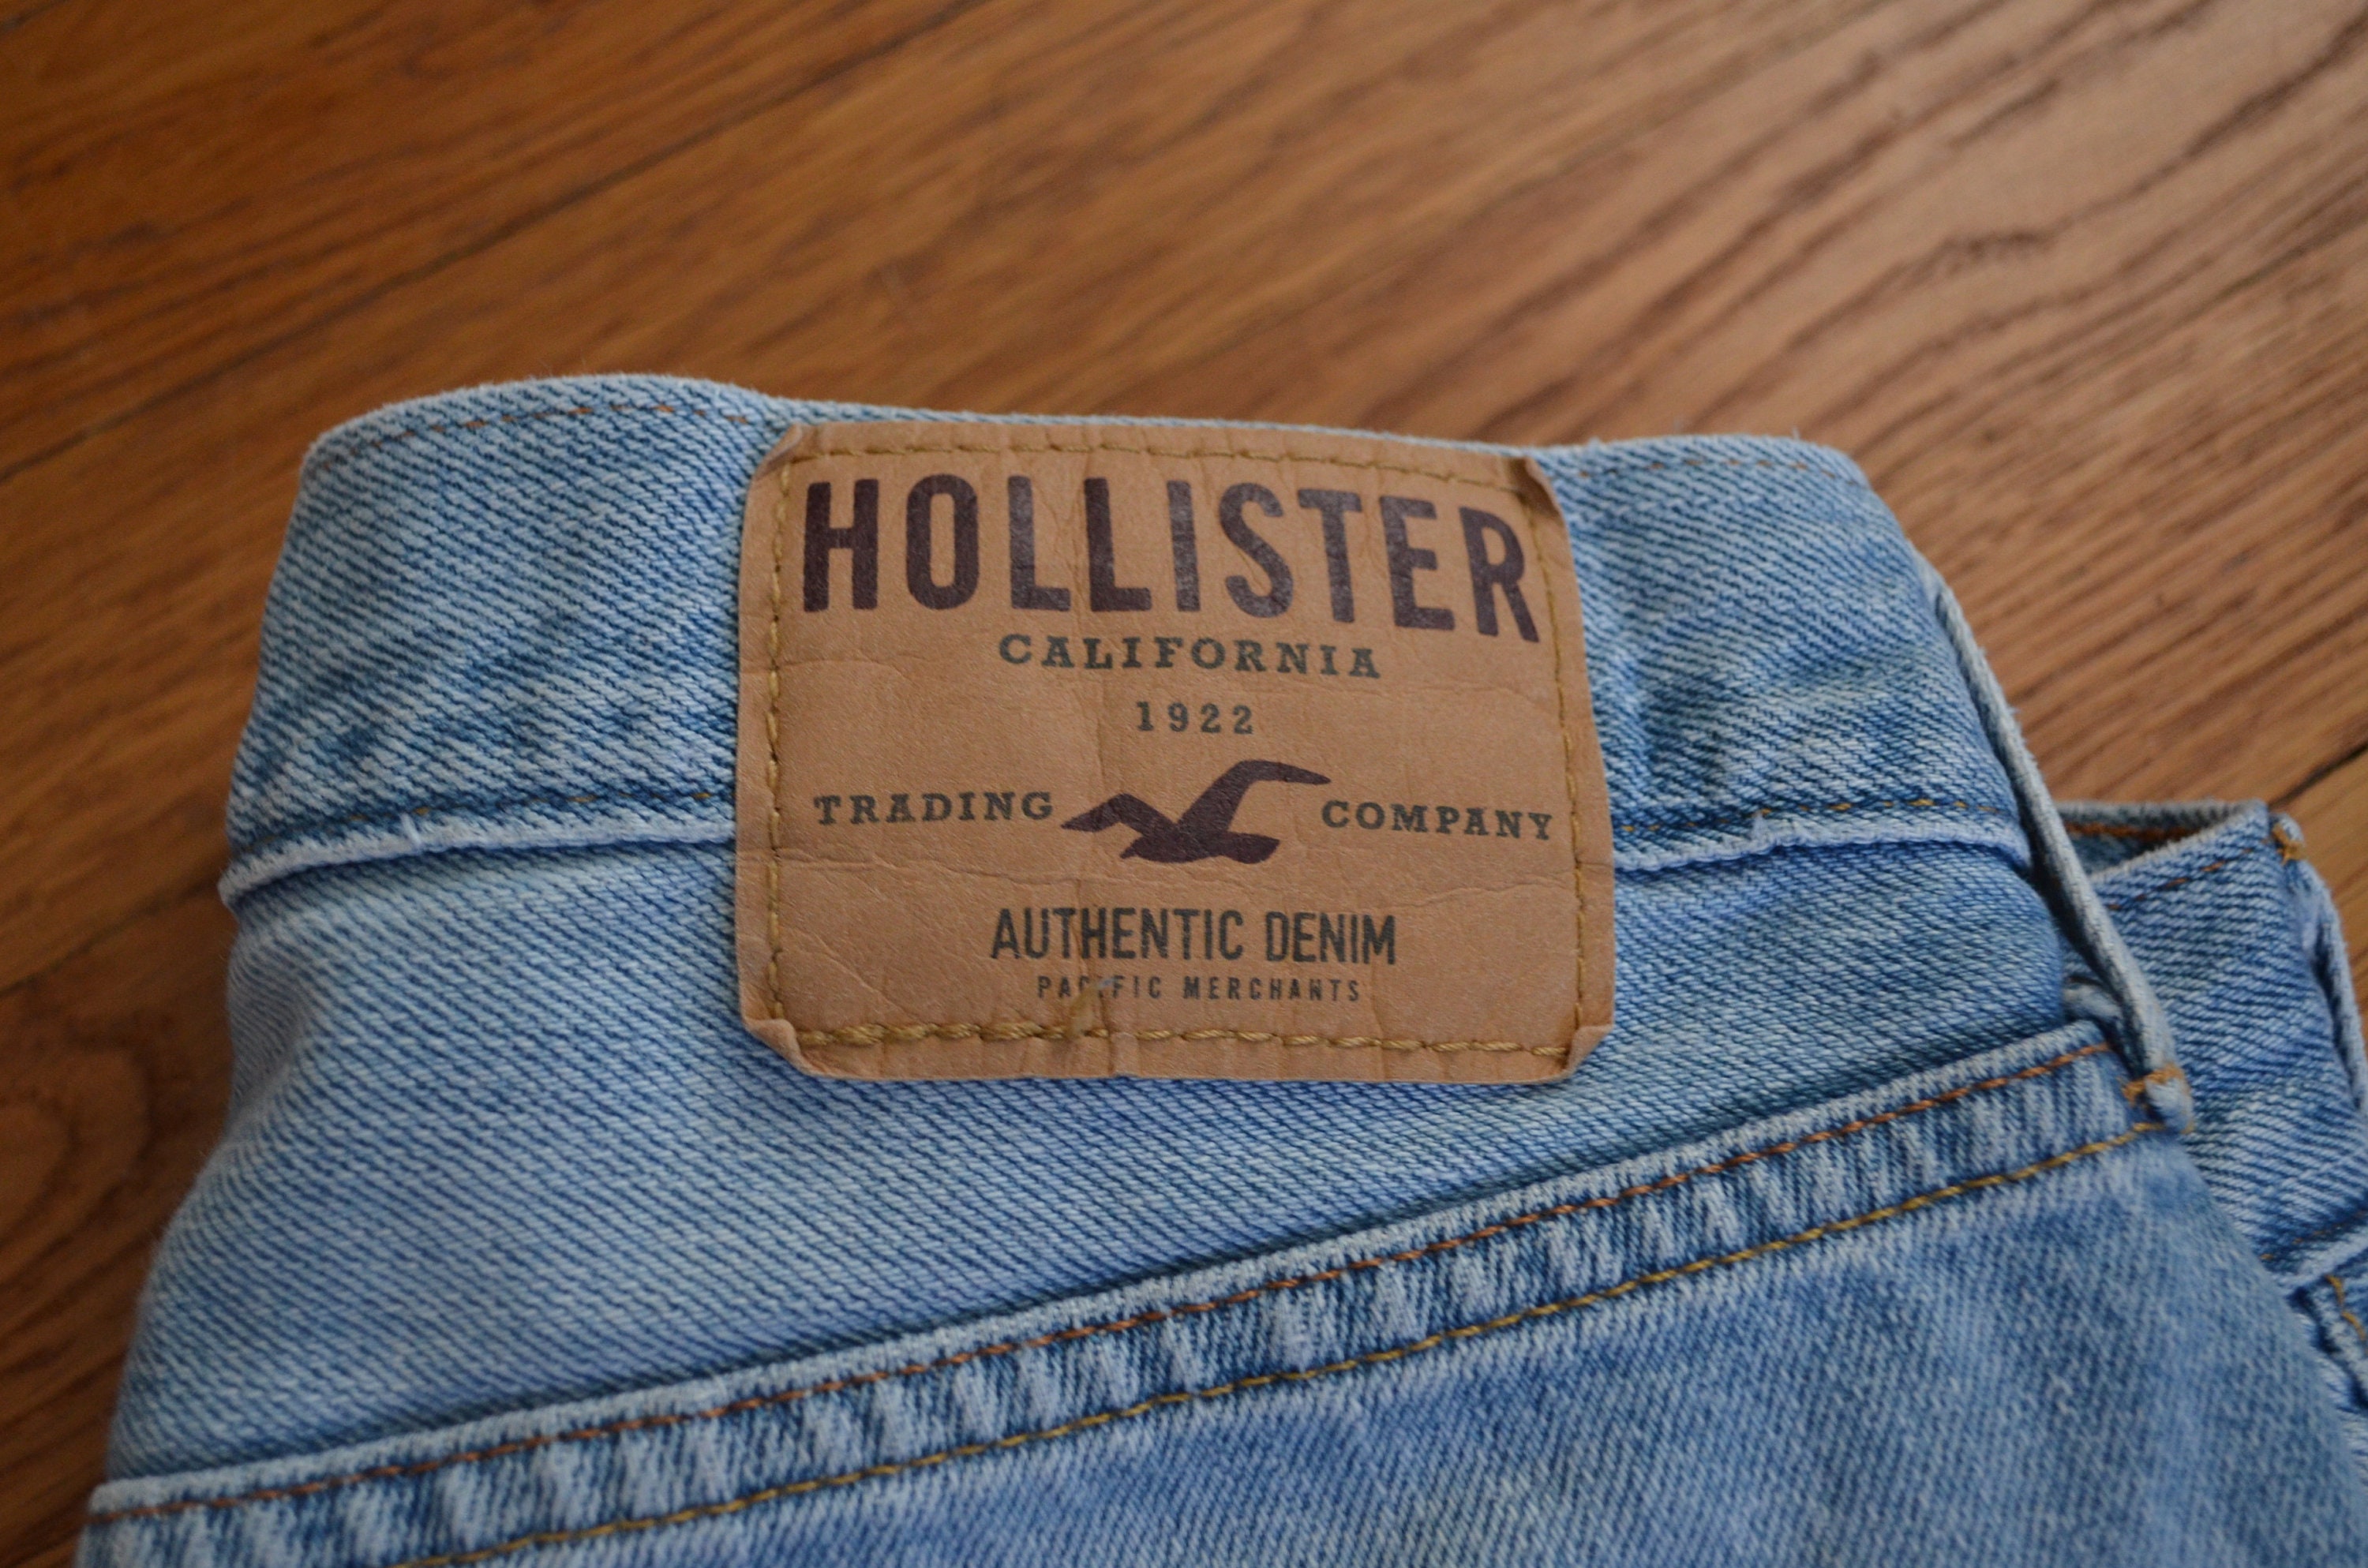 HOLLISTER
CALIFORNIA
1922
TRADING COMPANY
AUTHENTIC DENIM
PACIFIC MERCHANTS